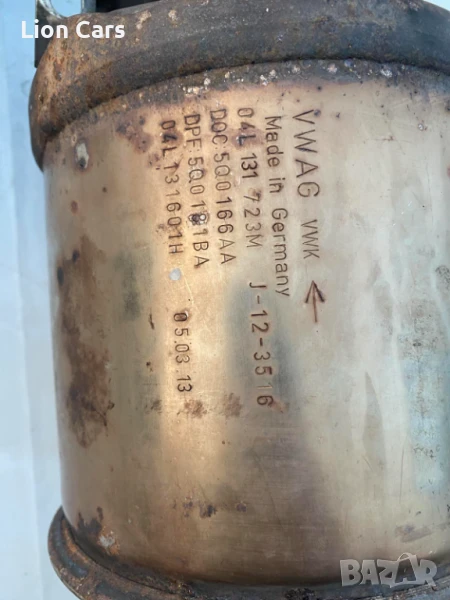 Lion Cars
VWAG VWK
Made in Germany
04L 131 723M J-12-3516
DOC 5Q0166AA
DPF 5Q0181BA
04L131601H 05.03.13
BAZAR